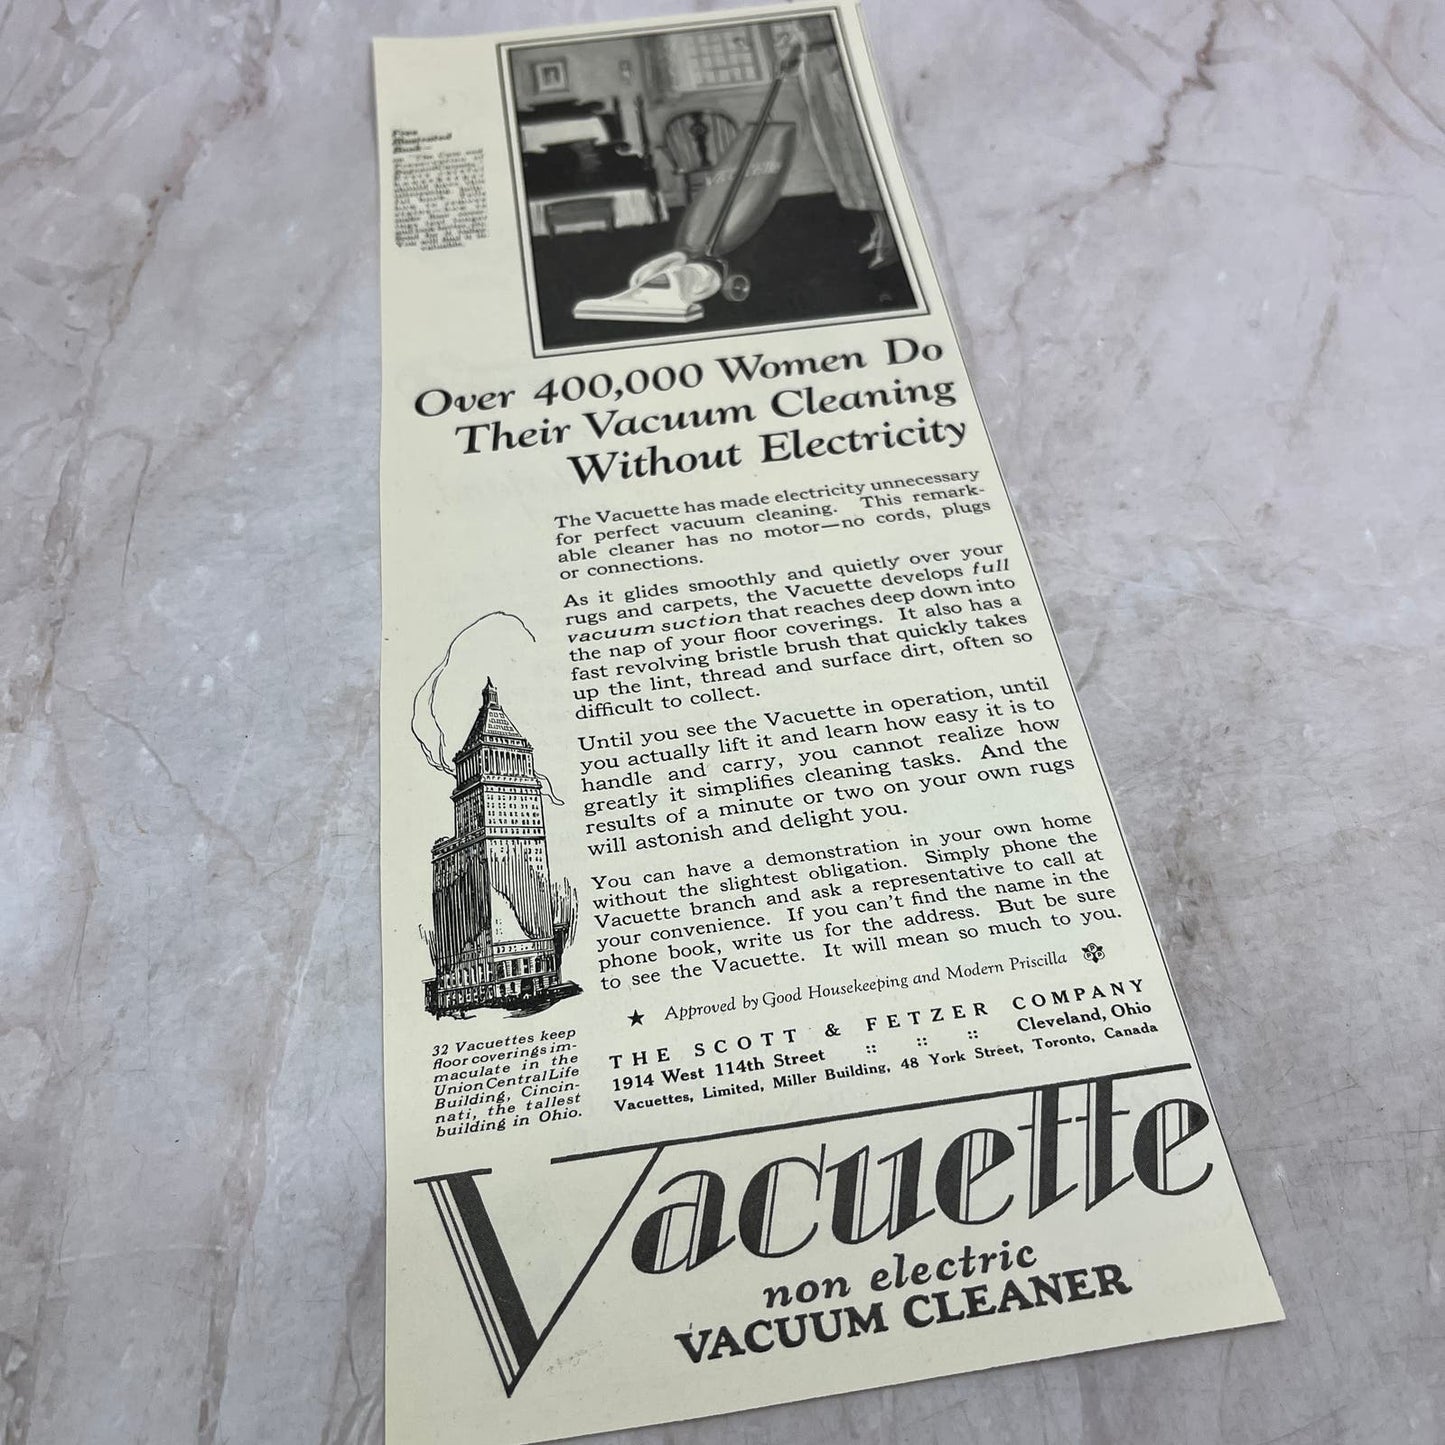 Free
Illustrated
Book—
Over 400,000 Women Do
Their Vacuum Cleaning
Without Electricity
The Vacuette has made electricity unnecessary
for perfect vacuum cleaning. This remark-
able cleaner has no motor—no cords, plugs
or connections.
As it glides smoothly and quietly over your
rugs and carpets, the Vacuette develops full
vacuum suction that reaches deep down into
the nap of your floor coverings. It also has a
fast revolving bristle brush that quickly takes
up the lint, thread and surface dirt, often so
difficult to collect.
Until you see the Vacuette in operation, until
you actually lift it and learn how easy it is to
handle and carry, you cannot realize how
greatly it simplifies cleaning tasks. And the
results of a minute or two on your own rugs
will astonish and delight you.
You can have a demonstration in your own home
without the slightest obligation. Simply phone the
Vacuette branch and ask a representative to call at
your convenience. If you can't find the name in the
phone book, write us for the address. But be sure
to see the Vacuette. It will mean so much to you.
★ Approved by Good Housekeeping and Modern Priscilla
THE SCOTT & FETZER COMPANY
1914 West 114th Street :: :: :: Cleveland, Ohio
Vacuettes, Limited, Miller Building, 48 York Street, Toronto, Canada
32 Vacuettes keep
floor coverings im-
maculate in the
Union Central Life
Building, Cincin-
nati, the tallest
building in Ohio.
Vacuette
non electric
VACUUM CLEANER